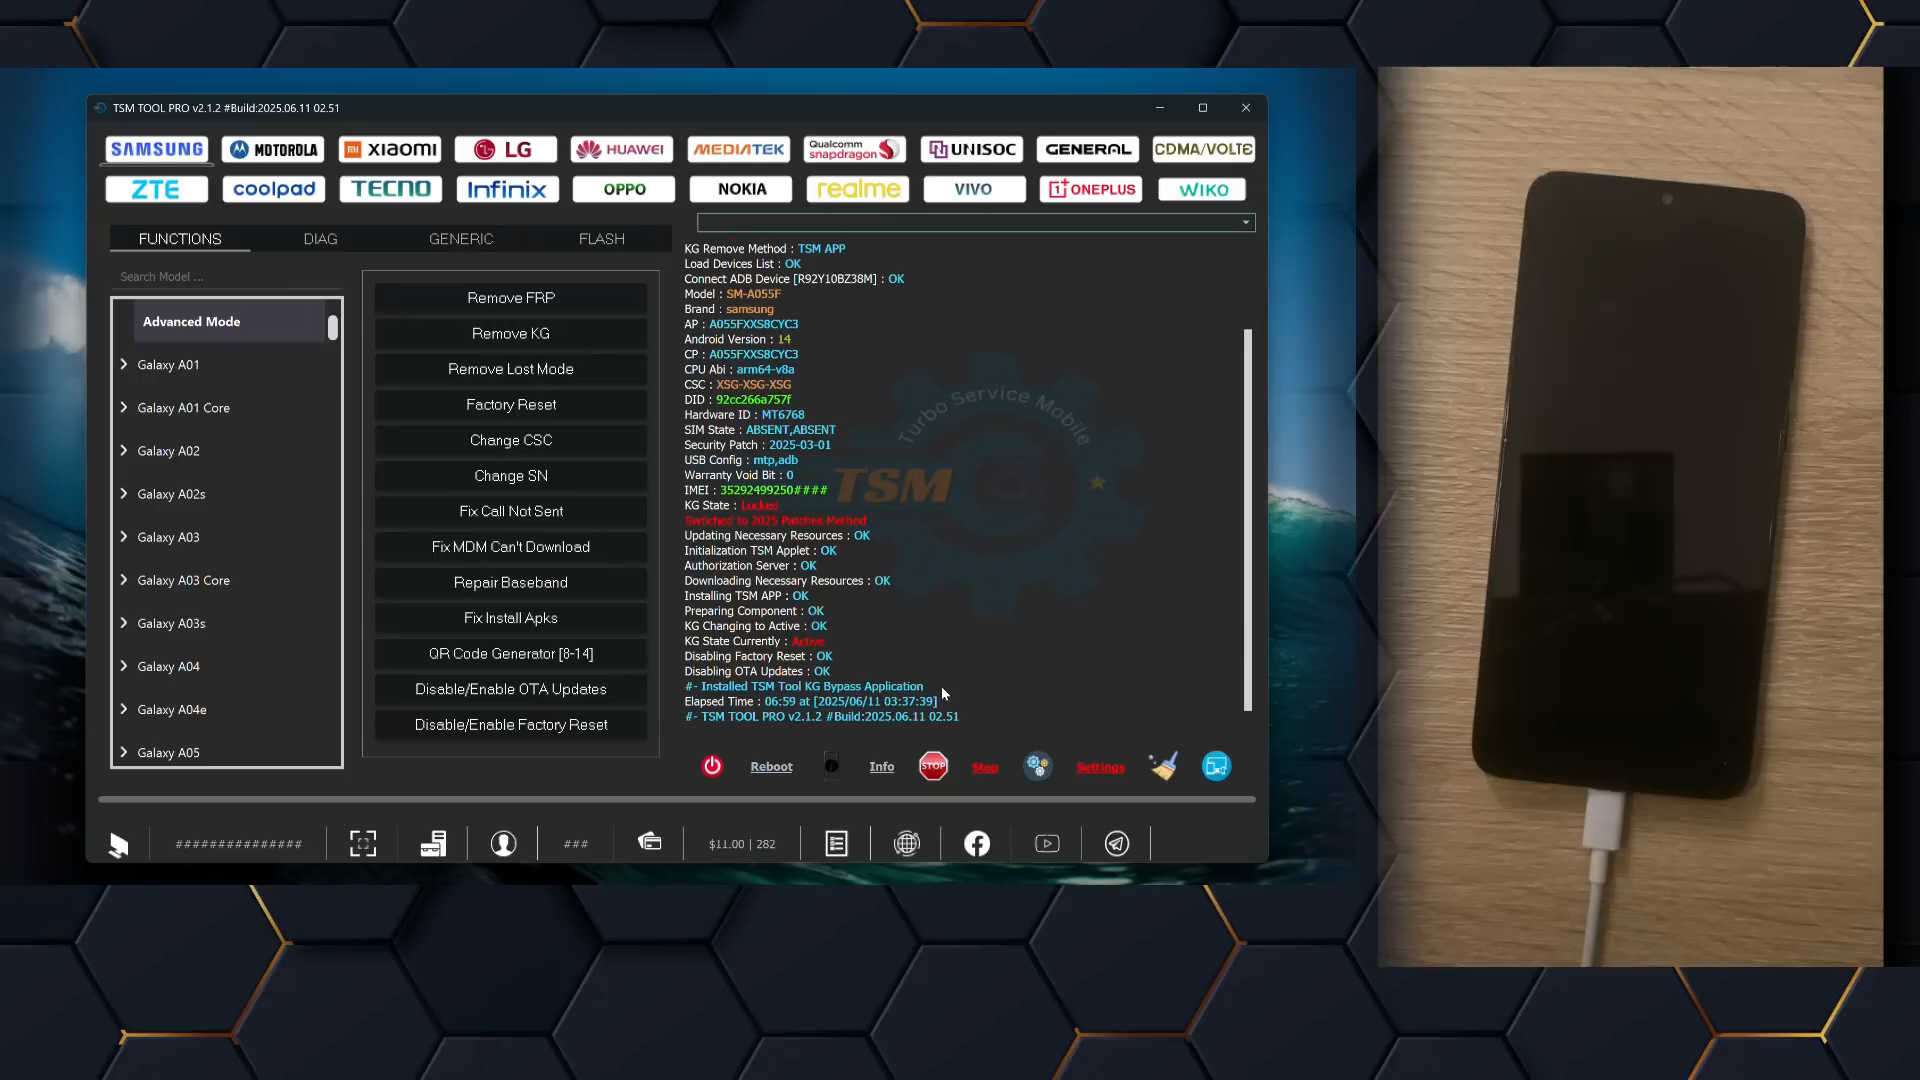 TSM TOOL PRO v2.1.2 #Build:2025.06.11 02.51
SAMSUNG MOTOROLA xiaomi LG HUAWEI MEDIATEK Qualcomm snapdragon UNISOC GENERAL CDMA/VOLTE
ZTE coolpad TECNO Infinix OPPO NOKIA realme VIVO ONEPLUS WIKO
FUNCTIONS DIAG GENERIC FLASH
Search Model ...
Advanced Mode
Galaxy A01
Galaxy A01 Core
Galaxy A02
Galaxy A02s
Galaxy A03
Galaxy A03 Core
Galaxy A03s
Galaxy A04
Galaxy A04e
Galaxy A05
Remove FRP
Remove KG
Remove Lost Mode
Factory Reset
Change CSC
Change SN
Fix Call Not Sent
Fix MDM Can't Download
Repair Baseband
Fix Install Apks
QR Code Generator [8-14]
Disable/Enable OTA Updates
Disable/Enable Factory Reset
KG Remove Method : TSM APP
Load Devices List : OK
Connect ADB Device [R92Y10BZ38M] : OK
Model : SM-A055F
Brand : samsung
AP : A055FXXS8CYC3
Android Version : 14
CP : A055FXXS8CYC3
CPU Abi : arm64-v8a
CSC : XSG-XSG-XSG
DID : 92cc266a757f
Hardware ID : MT6768
SIM State : ABSENT,ABSENT
Security Patch : 2025-03-01
USB Config : mtp,adb
Warranty Void Bit : 0
IMEI : 35292499250####
KG State : Locked
Switched to 2025 Patches Method
Updating Necessary Resources : OK
Initialization TSM Applet : OK
Authorization Server : OK
Downloading Necessary Resources : OK
Installing TSM APP : OK
Preparing Component : OK
KG Changing to Active : OK
KG State Currently : Active
Disabling Factory Reset : OK
Disabling OTA Updates : OK
#- Installed TSM Tool KG Bypass Application
Elapsed Time : 06:59 at [2025/06/11 03:37:39]
#- TSM TOOL PRO v2.1.2 #Build:2025.06.11 02.51
Turbo Service Mobile
TSM
Reboot Info STOP Stop Settings
############### ### $11.00 | 282